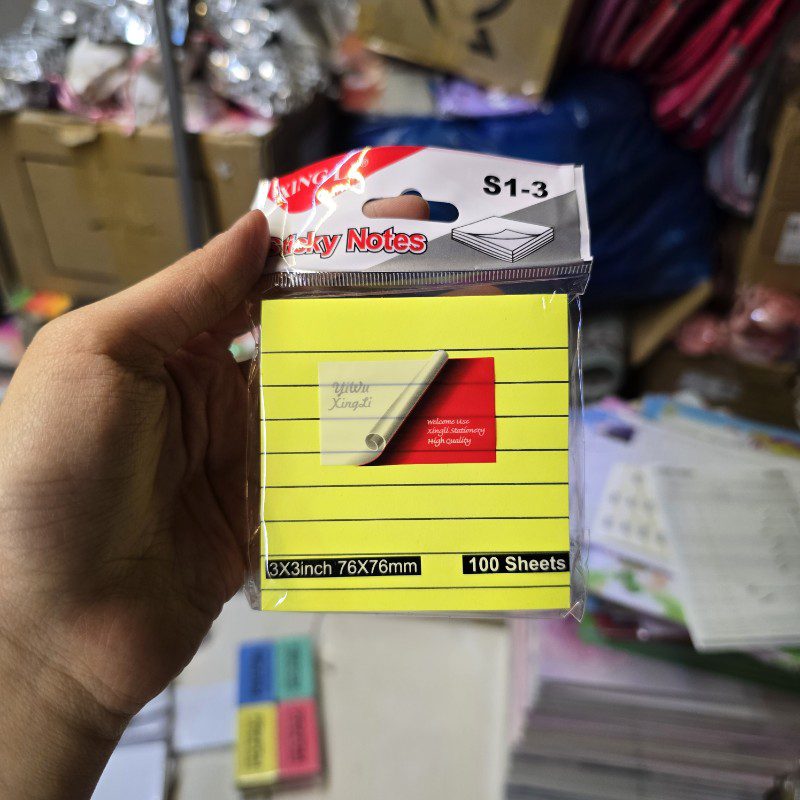 S1-3
Sticky Notes
YiWu
XingLi
Welcome Use
XingLi Stationery
High Quality
3X3inch 76X76mm
100 Sheets